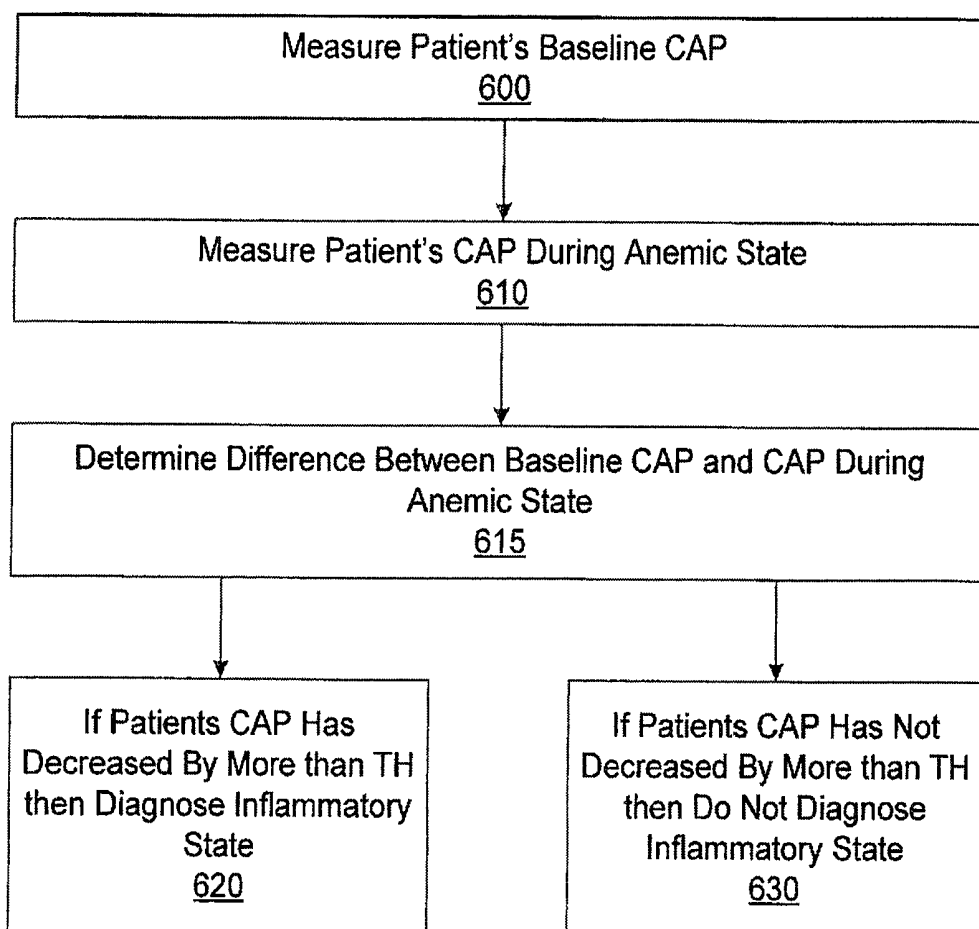 Measure Patient's Baseline CAP
600
Measure Patient's CAP During Anemic State
610
Determine Difference Between Baseline CAP and CAP During
Anemic State
615
If Patients CAP Has
Decreased By More than TH
then Diagnose Inflammatory
State
620
If Patients CAP Has Not
Decreased By More than TH
then Do Not Diagnose
Inflammatory State
630